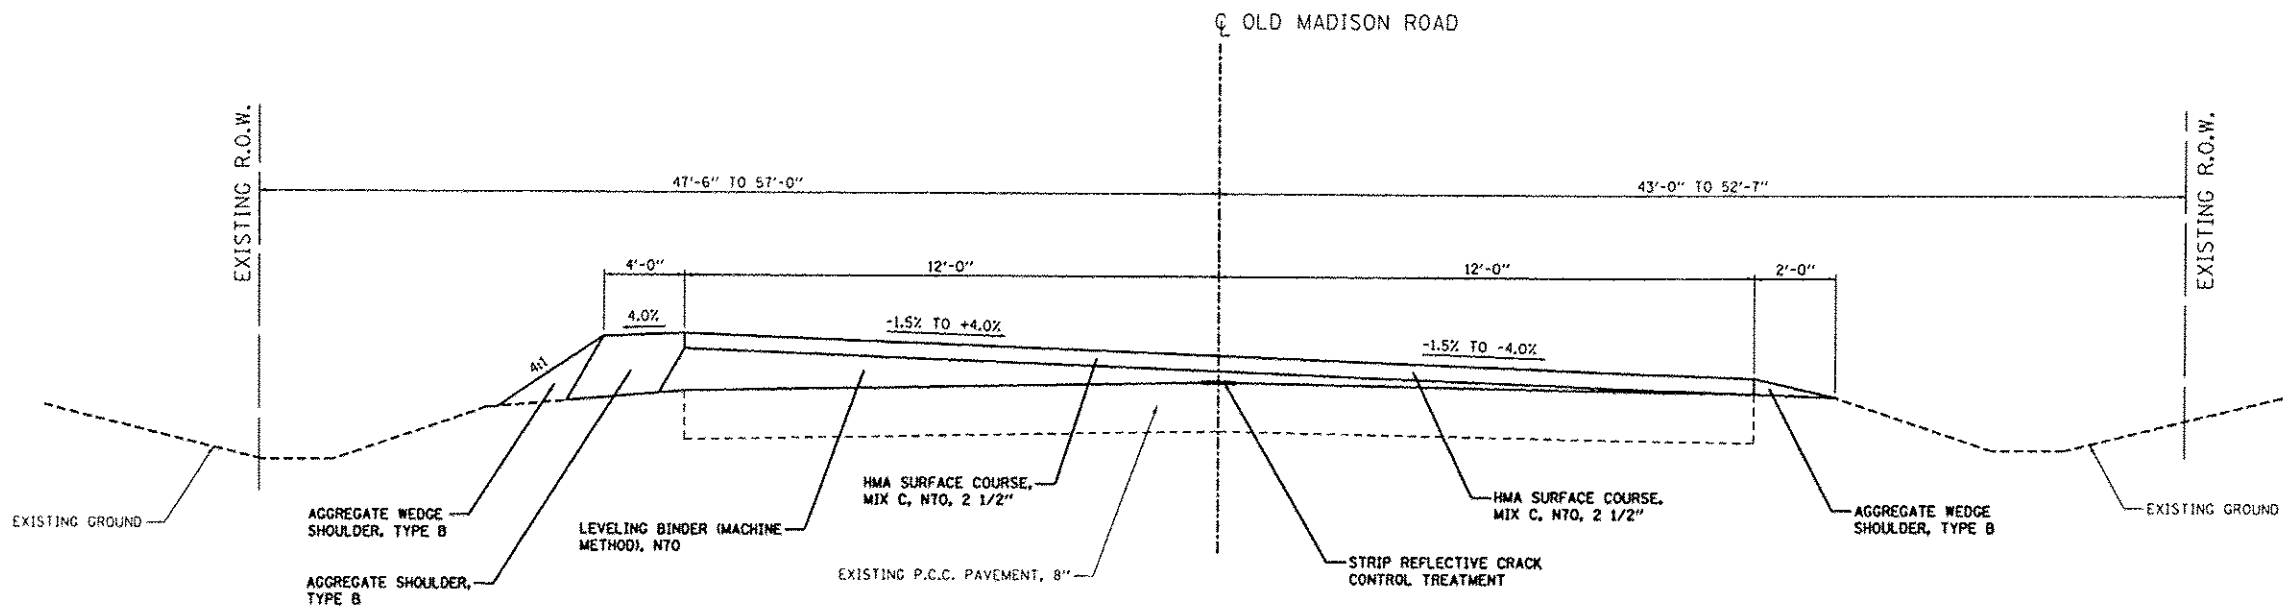 ℄ OLD MADISON ROAD
EXISTING R.O.W.
EXISTING R.O.W.
47'-6" TO 57'-0"
43'-0" TO 52'-7"
4'-0"
12'-0"
12'-0"
2'-0"
4.0%
-1.5% TO +4.0%
-1.5% TO -4.0%
4:1
EXISTING GROUND
AGGREGATE WEDGE
SHOULDER, TYPE B
AGGREGATE SHOULDER,
TYPE B
LEVELING BINDER (MACHINE
METHOD), N70
HMA SURFACE COURSE,
MIX C, N70, 2 1/2"
EXISTING P.C.C. PAVEMENT, 8"
STRIP REFLECTIVE CRACK
CONTROL TREATMENT
HMA SURFACE COURSE,
MIX C, N70, 2 1/2"
AGGREGATE WEDGE
SHOULDER, TYPE B
EXISTING GROUND